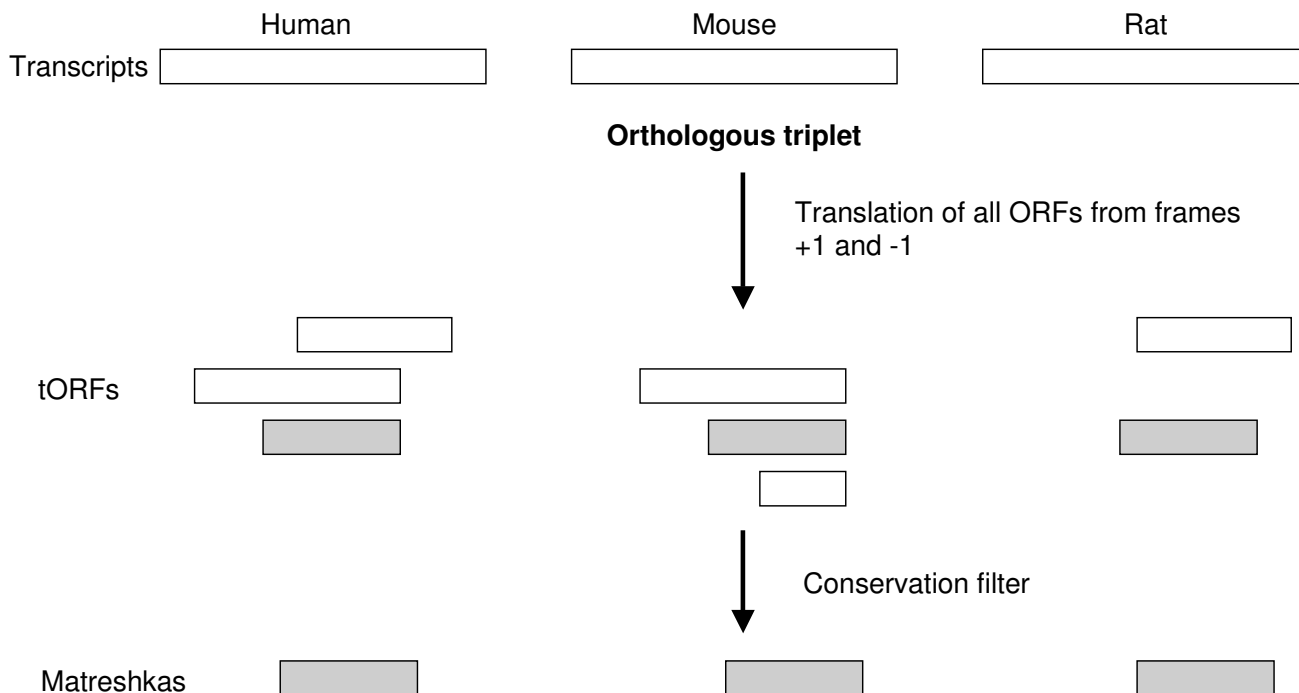 Human Mouse Rat
Transcripts
Orthologous triplet
Translation of all ORFs from frames
+1 and -1
tORFs
Conservation filter
Matreshkas